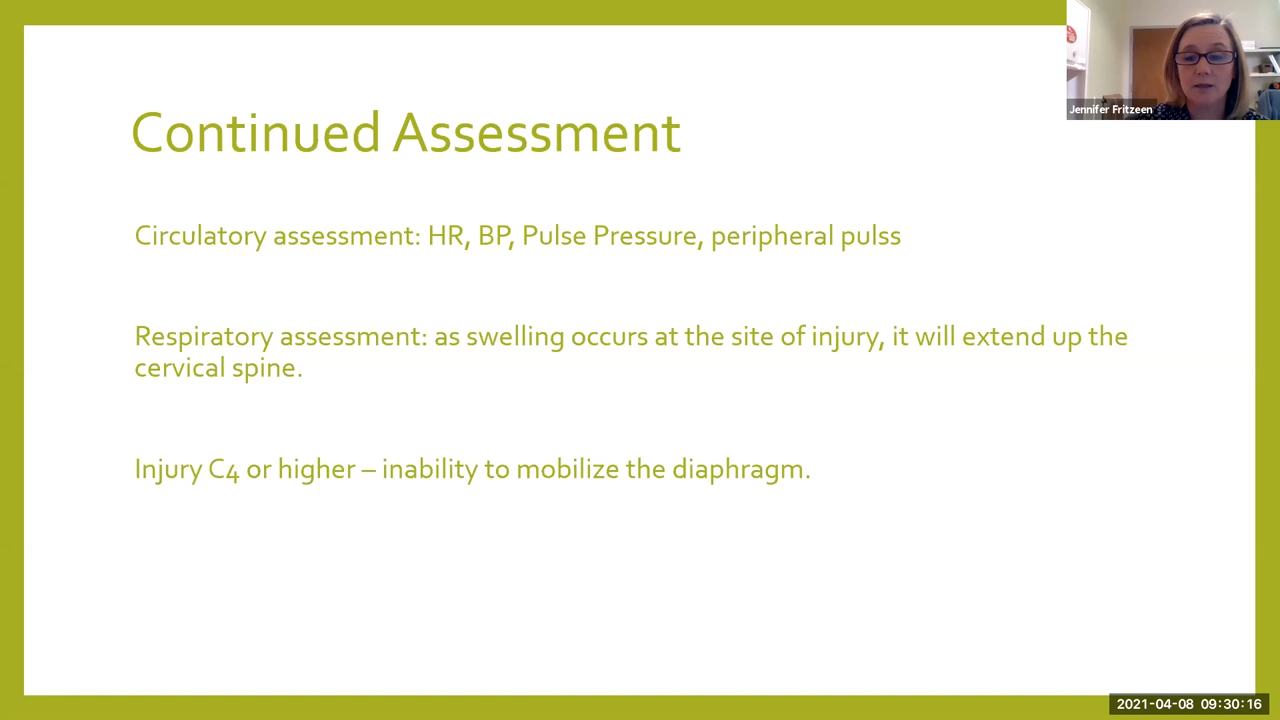 Jennifer Fritzeen
Continued Assessment
Circulatory assessment: HR, BP, Pulse Pressure, peripheral pulss
Respiratory assessment: as swelling occurs at the site of injury, it will extend up the
cervical spine.
Injury C4 or higher – inability to mobilize the diaphragm.
2021-04-08 09:30:16